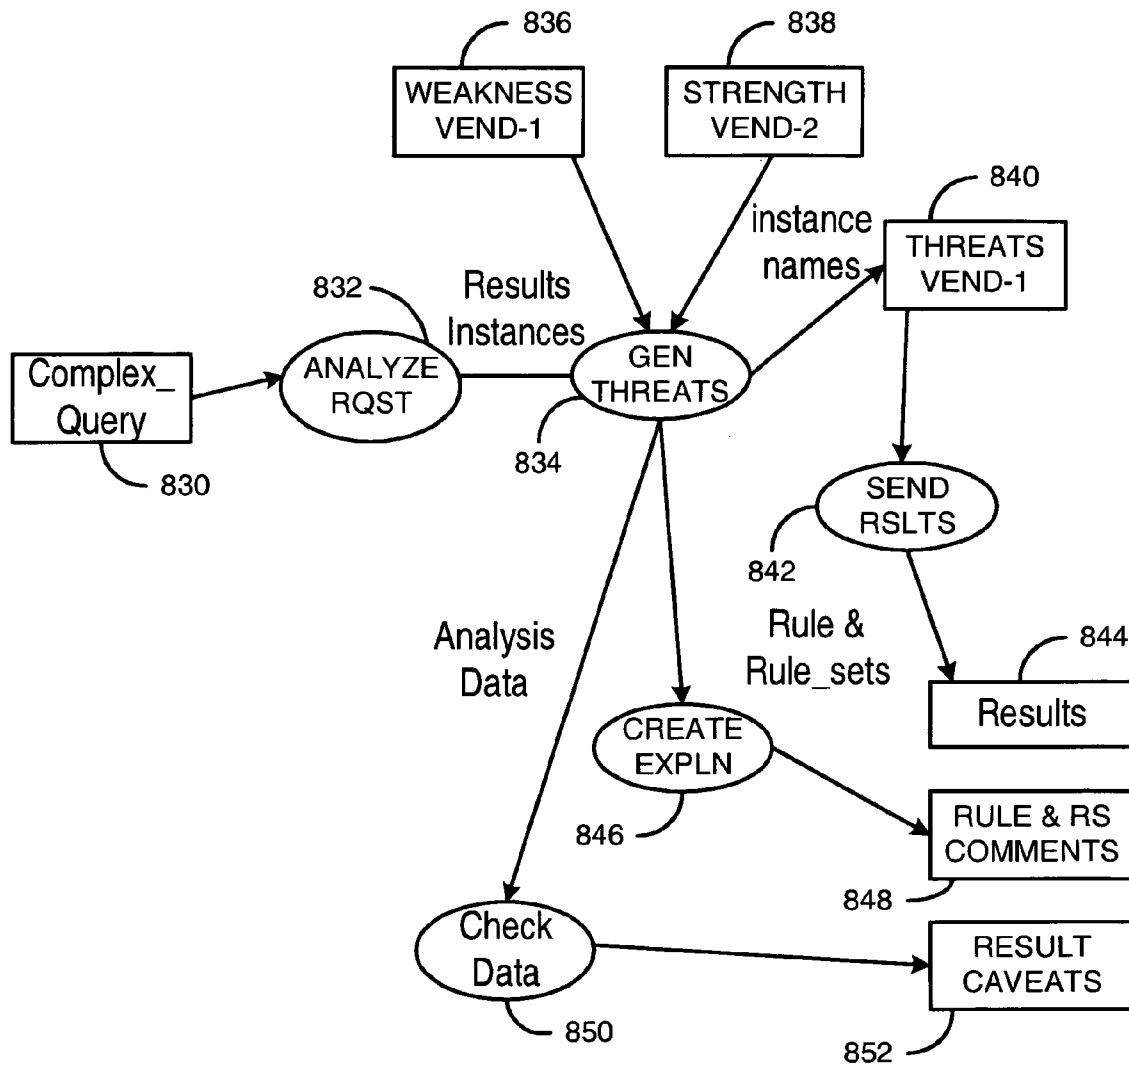 836
838
WEAKNESS
VEND-1
STRENGTH
VEND-2
840
instance
names
THREATS
VEND-1
832
Results
Instances
Complex_
Query
ANALYZE
RQST
GEN
THREATS
830
834
SEND
RSLTS
842
Analysis
Data
Rule &
Rule_sets
844
Results
CREATE
EXPLN
846
RULE & RS
COMMENTS
848
Check
Data
850
RESULT
CAVEATS
852